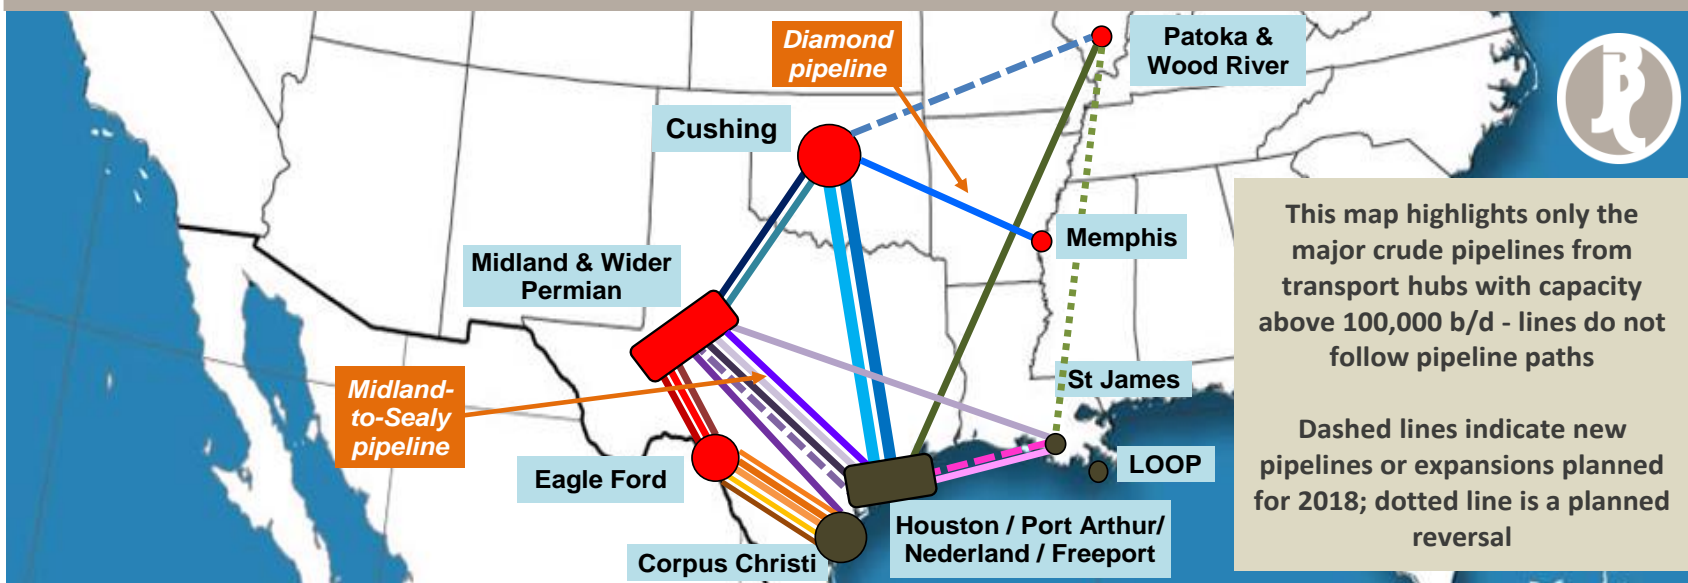 Diamond
pipeline
Patoka &
Wood River
Cushing
Memphis
Midland & Wider
Permian
Midland-
to-Sealy
pipeline
St James
Eagle Ford
LOOP
Houston / Port Arthur/
Nederland / Freeport
Corpus Christi
This map highlights only the
major crude pipelines from
transport hubs with capacity
above 100,000 b/d - lines do not
follow pipeline paths
Dashed lines indicate new
pipelines or expansions planned
for 2018; dotted line is a planned
reversal